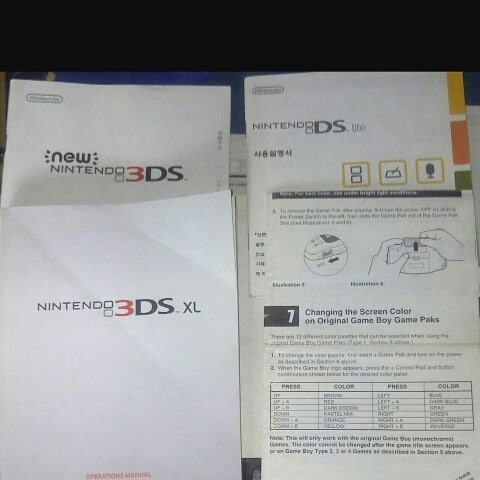 Nintendo
new
NINTENDO 3DS
NINTENDO 3DS XL
OPERATIONS MANUAL
Nintendo
NINTENDO DS lite
사용설명서
Note: For best color, use under bright light conditions.
3. To remove the Game Pak after playing, first turn the power OFF by sliding
the Power Switch to the left, then slide the Game Pak out of the Game Pak
Slot (See Illustrations 5 and 6).
OFF
Illustration 5. Illustration 6.
7 Changing the Screen Color
on Original Game Boy Game Paks
There are 12 different color palettes that can be selected when using the
original Game Boy Game Paks (Type 1, Section 5 above.)
1. To change the color palette, first insert a Game Pak and turn on the power
as described in Section 6 above.
2. When the Game Boy logo appears, press the + Control Pad and button
combination shown below for the desired color pallet.
PRESS COLOR PRESS COLOR
UP BROWN LEFT BLUE
UP + A RED LEFT + A DARK BLUE
UP + B DARK BROWN LEFT + B GRAY
DOWN PASTEL MIX RIGHT GREEN
DOWN + A ORANGE RIGHT + A DARK GREEN
DOWN + B YELLOW RIGHT + B REVERSE
Note: This will only work with the original Game Boy (monochrome)
Games. The color cannot be changed after the game title screen appears,
or on Game Boy Type 2, 3 or 4 Games as described in Section 5 above.